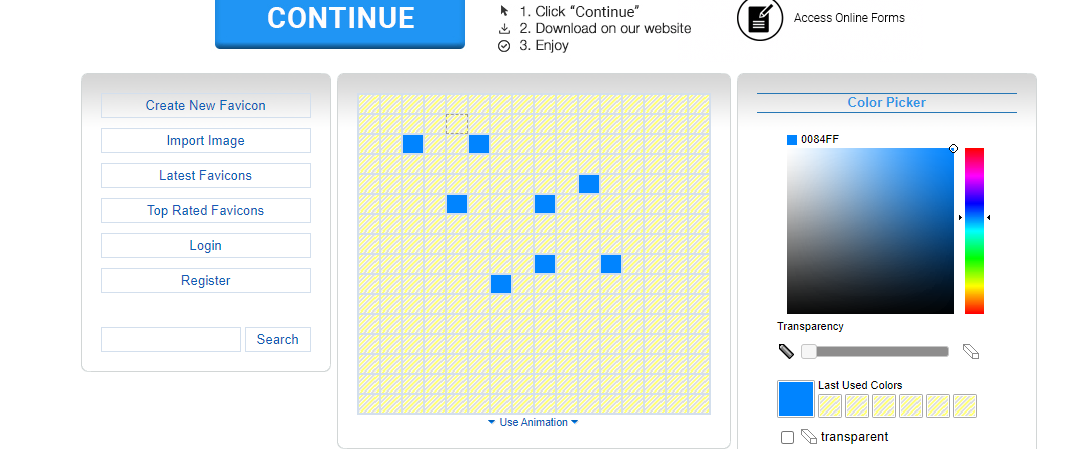 CONTINUE
1. Click “Continue”
2. Download on our website
3. Enjoy
Access Online Forms
Create New Favicon
Import Image
Latest Favicons
Top Rated Favicons
Login
Register
Search
Use Animation
Color Picker
0084FF
Transparency
Last Used Colors
transparent